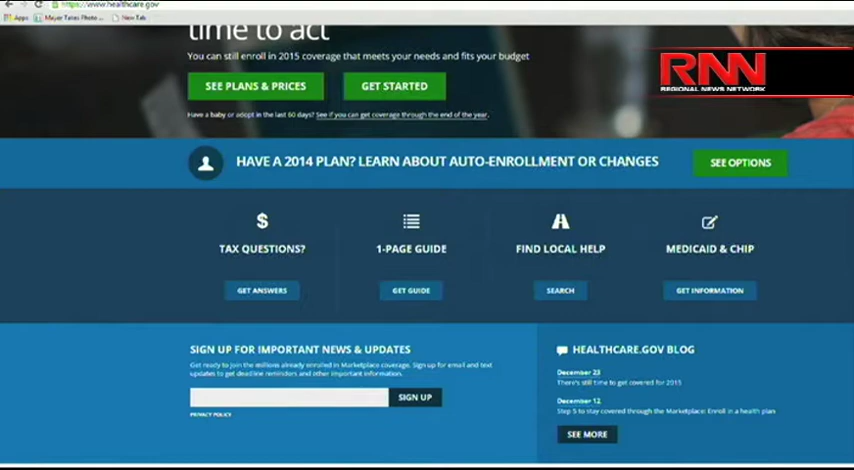 https://www.healthcare.gov
Apps Mayer Takes Photo ... New Tab
time to act
You can still enroll in 2015 coverage that meets your needs and fits your budget
RNN
REGIONAL NEWS NETWORK
SEE PLANS & PRICES GET STARTED
Have a baby or adopt in the last 60 days? See if you can get coverage through the end of the year.
HAVE A 2014 PLAN? LEARN ABOUT AUTO-ENROLLMENT OR CHANGES SEE OPTIONS
$
TAX QUESTIONS? 1-PAGE GUIDE FIND LOCAL HELP MEDICAID & CHIP
GET ANSWERS GET GUIDE SEARCH GET INFORMATION
SIGN UP FOR IMPORTANT NEWS & UPDATES
Get ready to join the millions already enrolled in Marketplace coverage. Sign up for email and text
updates to get deadline reminders and other important information.
SIGN UP
PRIVACY POLICY
HEALTHCARE.GOV BLOG
December 23
There's still time to get covered for 2015
December 12
Step 5 to stay covered through the Marketplace: Enroll in a health plan
SEE MORE